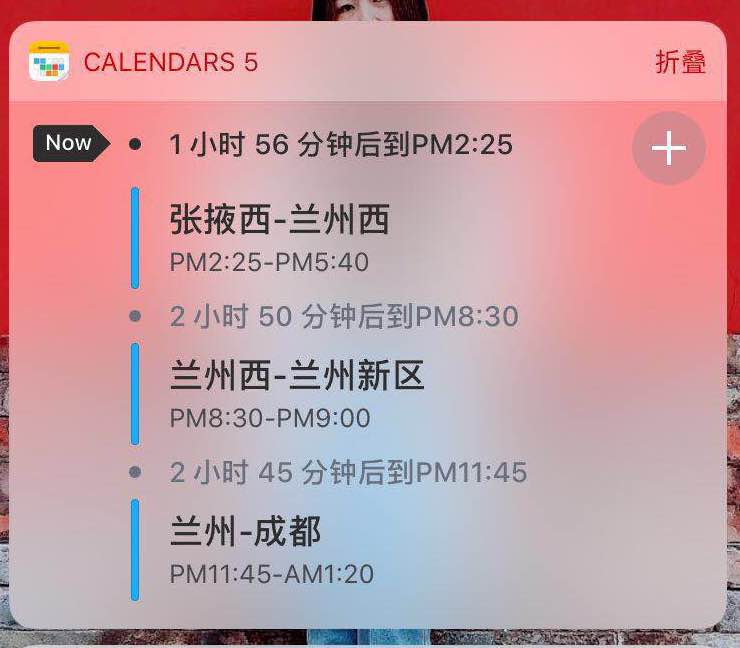 CALENDARS 5
折叠
Now
1 小时 56 分钟后到PM2:25
张掖西-兰州西
PM2:25-PM5:40
2 小时 50 分钟后到PM8:30
兰州西-兰州新区
PM8:30-PM9:00
2 小时 45 分钟后到PM11:45
兰州-成都
PM11:45-AM1:20